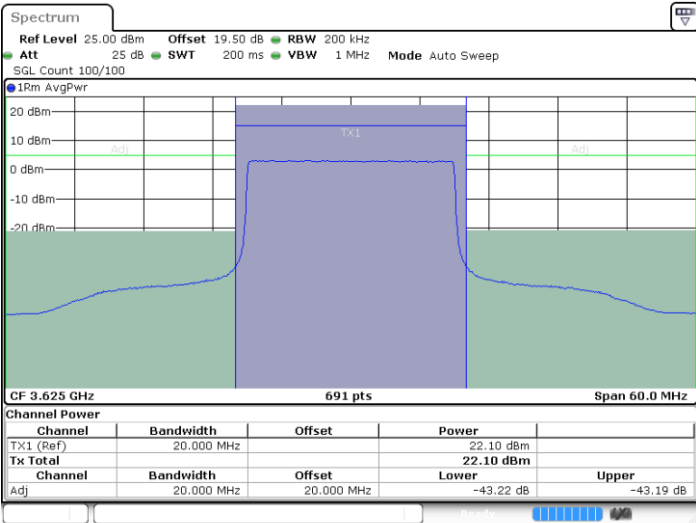 Spectrum
Ref Level 25.00 dBm Offset 19.50 dB RBW 200 kHz
Att 25 dB SWT 200 ms VBW 1 MHz Mode Auto Sweep
SGL Count 100/100
1Rm AvgPwr
20 dBm
TX1
10 dBm
Adj Adj
0 dBm
-10 dBm
-20 dBm
CF 3.625 GHz 691 pts Span 60.0 MHz
Channel Power
Channel Bandwidth Offset Power
TX1 (Ref) 20.000 MHz 22.10 dBm
Tx Total 22.10 dBm
Channel Bandwidth Offset Lower Upper
Adj 20.000 MHz 20.000 MHz -43.22 dB -43.19 dB
Ready